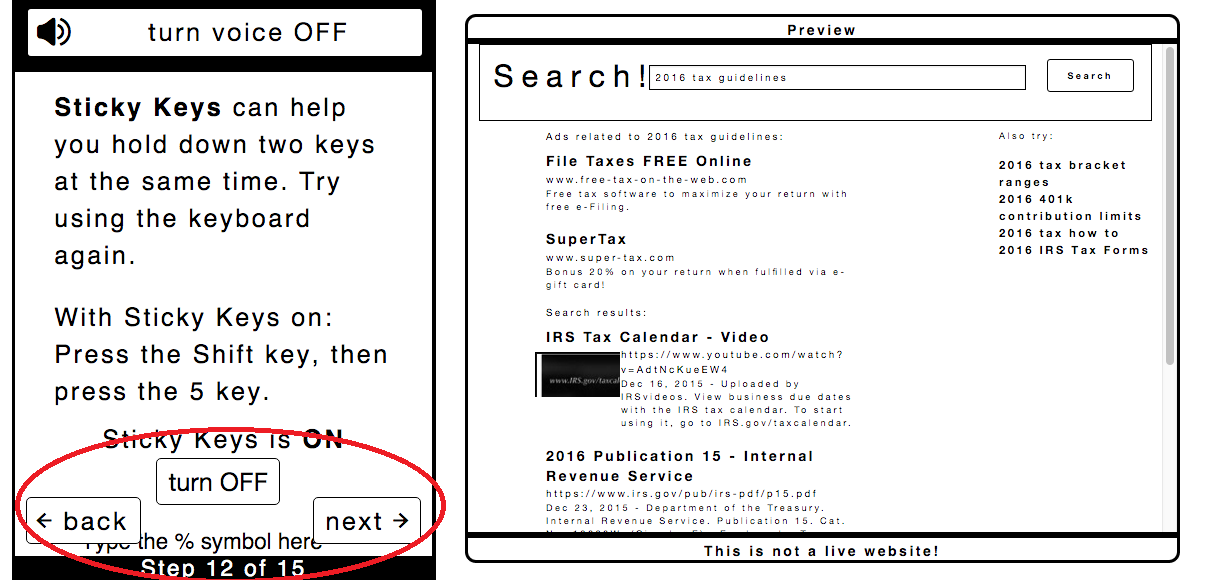 turn voice OFF
Sticky Keys can help
you hold down two keys
at the same time. Try
using the keyboard
again.
With Sticky Keys on:
Press the Shift key, then
press the 5 key.
Sticky Keys is ON
turn OFF
← back
next →
Type the % symbol here
Step 12 of 15
Preview
Search!
2016 tax guidelines
Search
Ads related to 2016 tax guidelines:
File Taxes FREE Online
www.free-tax-on-the-web.com
Free tax software to maximize your return with
free e-Filing.
SuperTax
www.super-tax.com
Bonus 20% on your return when fulfilled via e-
gift card!
Search results:
IRS Tax Calendar - Video
www.IRS.gov/taxcal
https://www.youtube.com/watch?
v=AdtNcKueEW4
Dec 16, 2015 - Uploaded by
IRSvideos. View business due dates
with the IRS tax calendar. To start
using it, go to IRS.gov/taxcalendar.
2016 Publication 15 - Internal
Revenue Service
https://www.irs.gov/pub/irs-pdf/p15.pdf
Dec 23, 2015 - Department of the Treasury.
Internal Revenue Service. Publication 15. Cat.
Also try:
2016 tax bracket
ranges
2016 401k
contribution limits
2016 tax how to
2016 IRS Tax Forms
This is not a live website!